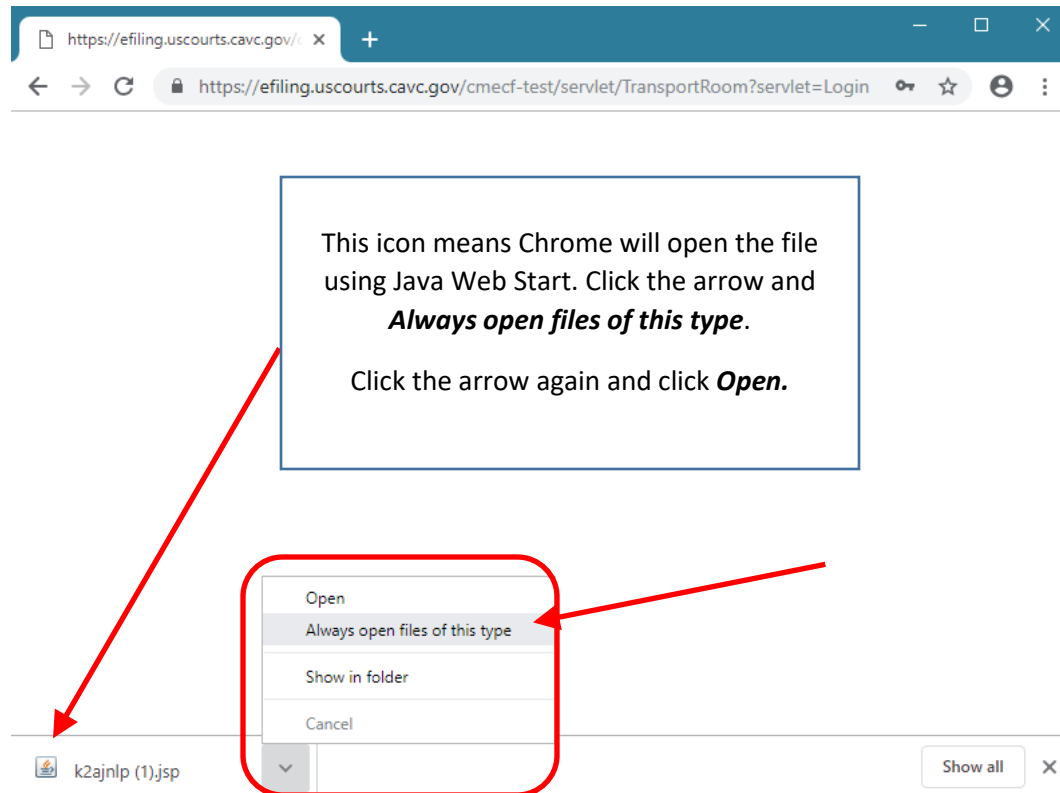 https://efiling.uscourts.cavc.gov/c
https://efiling.uscourts.cavc.gov/cmecf-test/servlet/TransportRoom?servlet=Login
This icon means Chrome will open the file
using Java Web Start. Click the arrow and
Always open files of this type.
Click the arrow again and click Open.
Open
Always open files of this type
Show in folder
Cancel
k2ajnlp (1).jsp
Show all